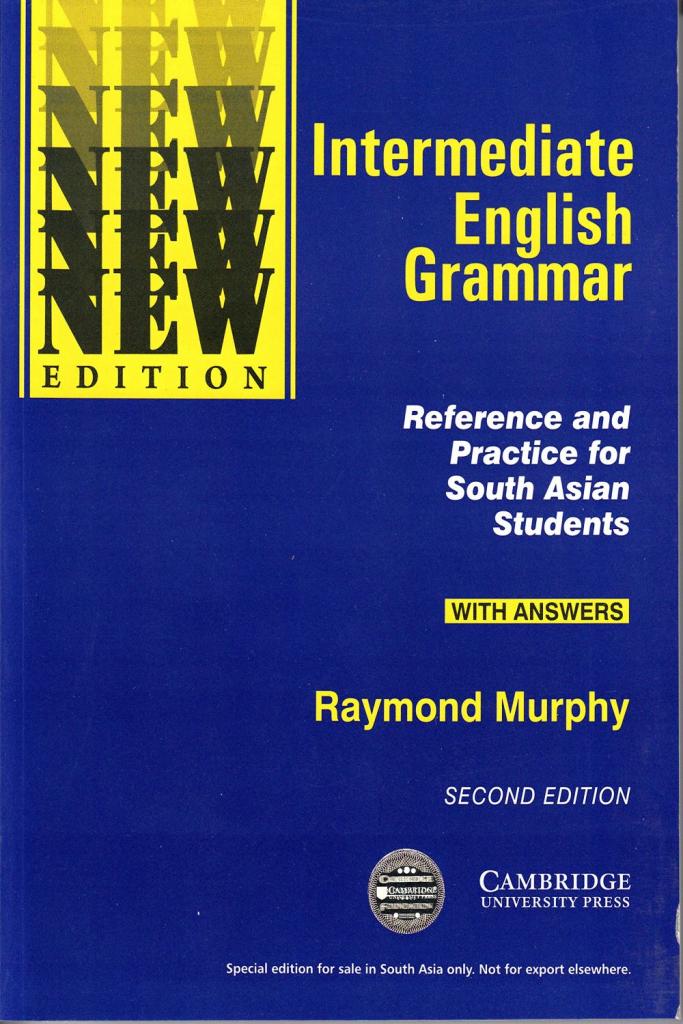 NEW
NEW
NEW
NEW
NEW
EDITION
Intermediate
English
Grammar
Reference and
Practice for
South Asian
Students
WITH ANSWERS
Raymond Murphy
SECOND EDITION
CAMBRIDGE
CAMBRIDGE
UNIVERSITY PRESS
Special edition for sale in South Asia only. Not for export elsewhere.